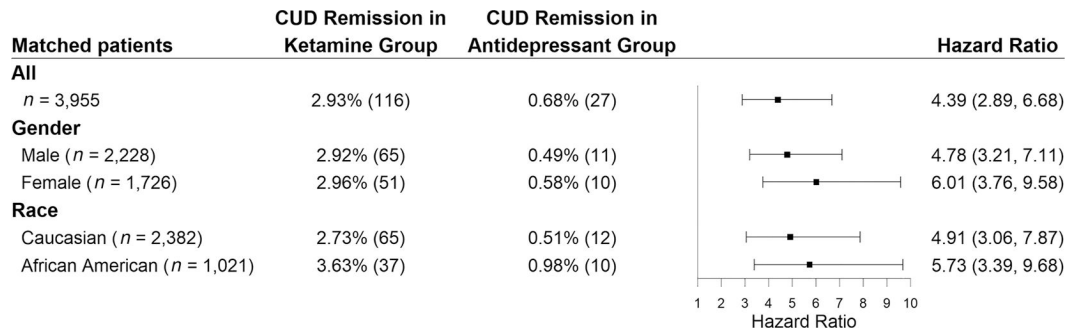 CUD Remission in CUD Remission in
Matched patients Ketamine Group Antidepressant Group Hazard Ratio
All
n = 3,955 2.93% (116) 0.68% (27) 4.39 (2.89, 6.68)
Gender
Male (n = 2,228) 2.92% (65) 0.49% (11) 4.78 (3.21, 7.11)
Female (n = 1,726) 2.96% (51) 0.58% (10) 6.01 (3.76, 9.58)
Race
Caucasian (n = 2,382) 2.73% (65) 0.51% (12) 4.91 (3.06, 7.87)
African American (n = 1,021) 3.63% (37) 0.98% (10) 5.73 (3.39, 9.68)
1 2 3 4 5 6 7 8 9 10
Hazard Ratio